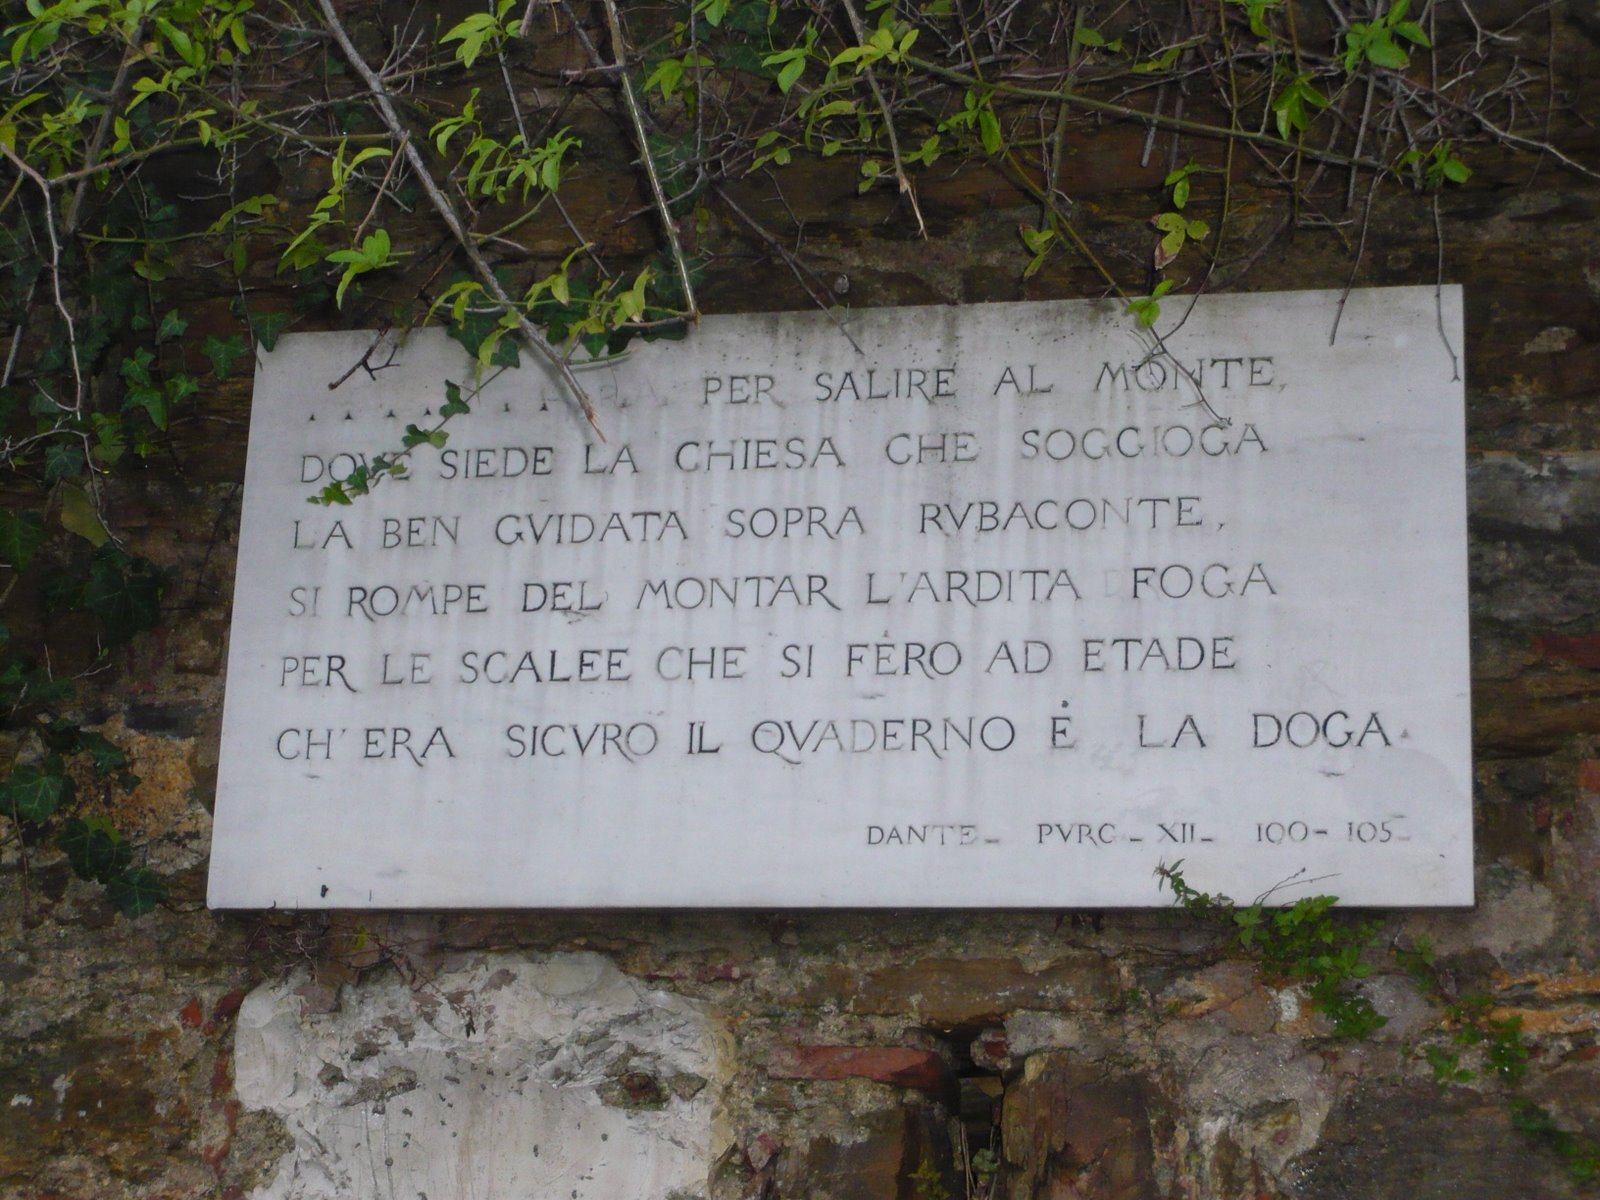 . . . . . . . PER SALIRE AL MONTE,
DOVE SIEDE LA CHIESA CHE SOGGIOGA
LA BEN GVIDATA SOPRA RVBACONTE,
SI ROMPE DEL MONTAR L'ARDITA FOGA
PER LE SCALEE CHE SI FÉRO AD ETADE
CH'ERA SICVRO IL QVADERNO E LA DOGA.
DANTE - PVRG - XII - 100 - 105 -